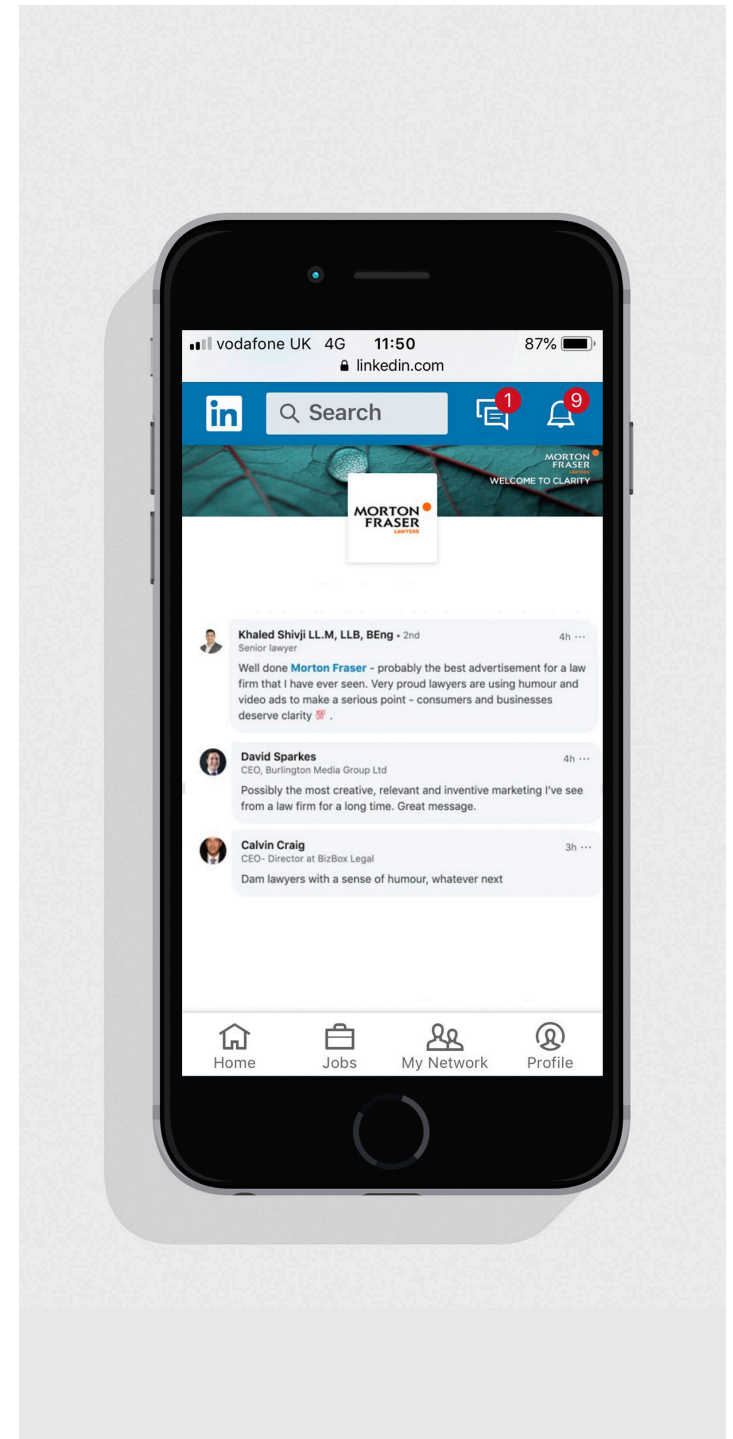 vodafone UK 4G 11:50 87%
linkedin.com
in Search 1 9
MORTON
FRASER
LAWYERS
WELCOME TO CLARITY
MORTON
FRASER
LAWYERS
Khaled Shivji LL.M, LLB, BEng • 2nd 4h ···
Senior lawyer
Well done Morton Fraser - probably the best advertisement for a law
firm that I have ever seen. Very proud lawyers are using humour and
video ads to make a serious point - consumers and businesses
deserve clarity 💯 .
David Sparkes 4h ···
CEO, Burlington Media Group Ltd
Possibly the most creative, relevant and inventive marketing I've see
from a law firm for a long time. Great message.
Calvin Craig 3h ···
CEO- Director at BizBox Legal
Dam lawyers with a sense of humour, whatever next
Home Jobs My Network Profile